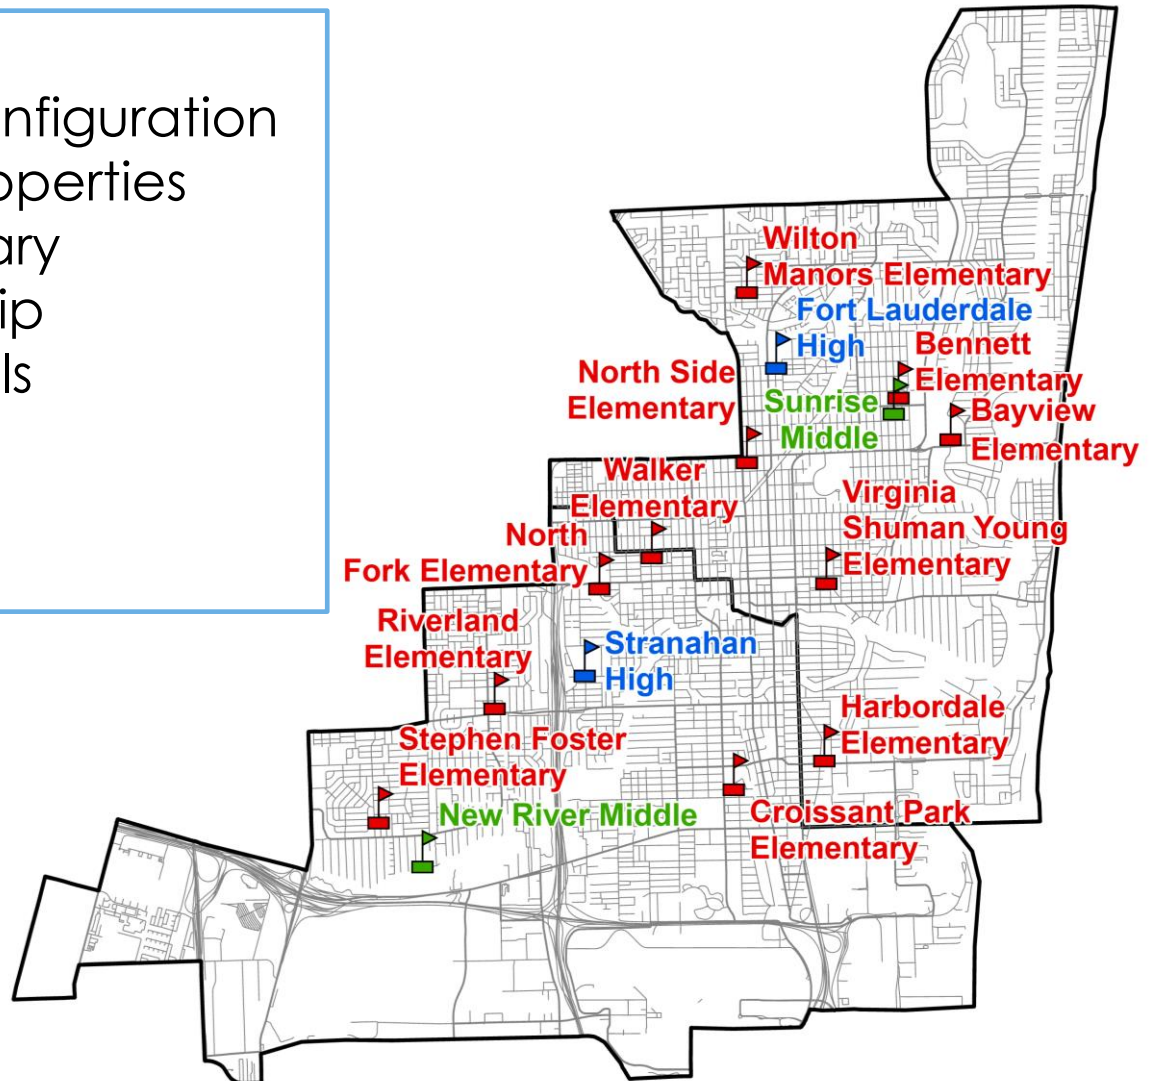 nfiguration
operties
ary
ip
ls
Wilton
Manors Elementary
Fort Lauderdale
High
Bennett
Elementary
North Side
Elementary
Sunrise
Middle
Bayview
Elementary
Walker
Elementary
Virginia
Shuman Young
Elementary
North
Fork Elementary
Riverland
Elementary
Stranahan
High
Harbordale
Elementary
Stephen Foster
Elementary
New River Middle
Croissant Park
Elementary